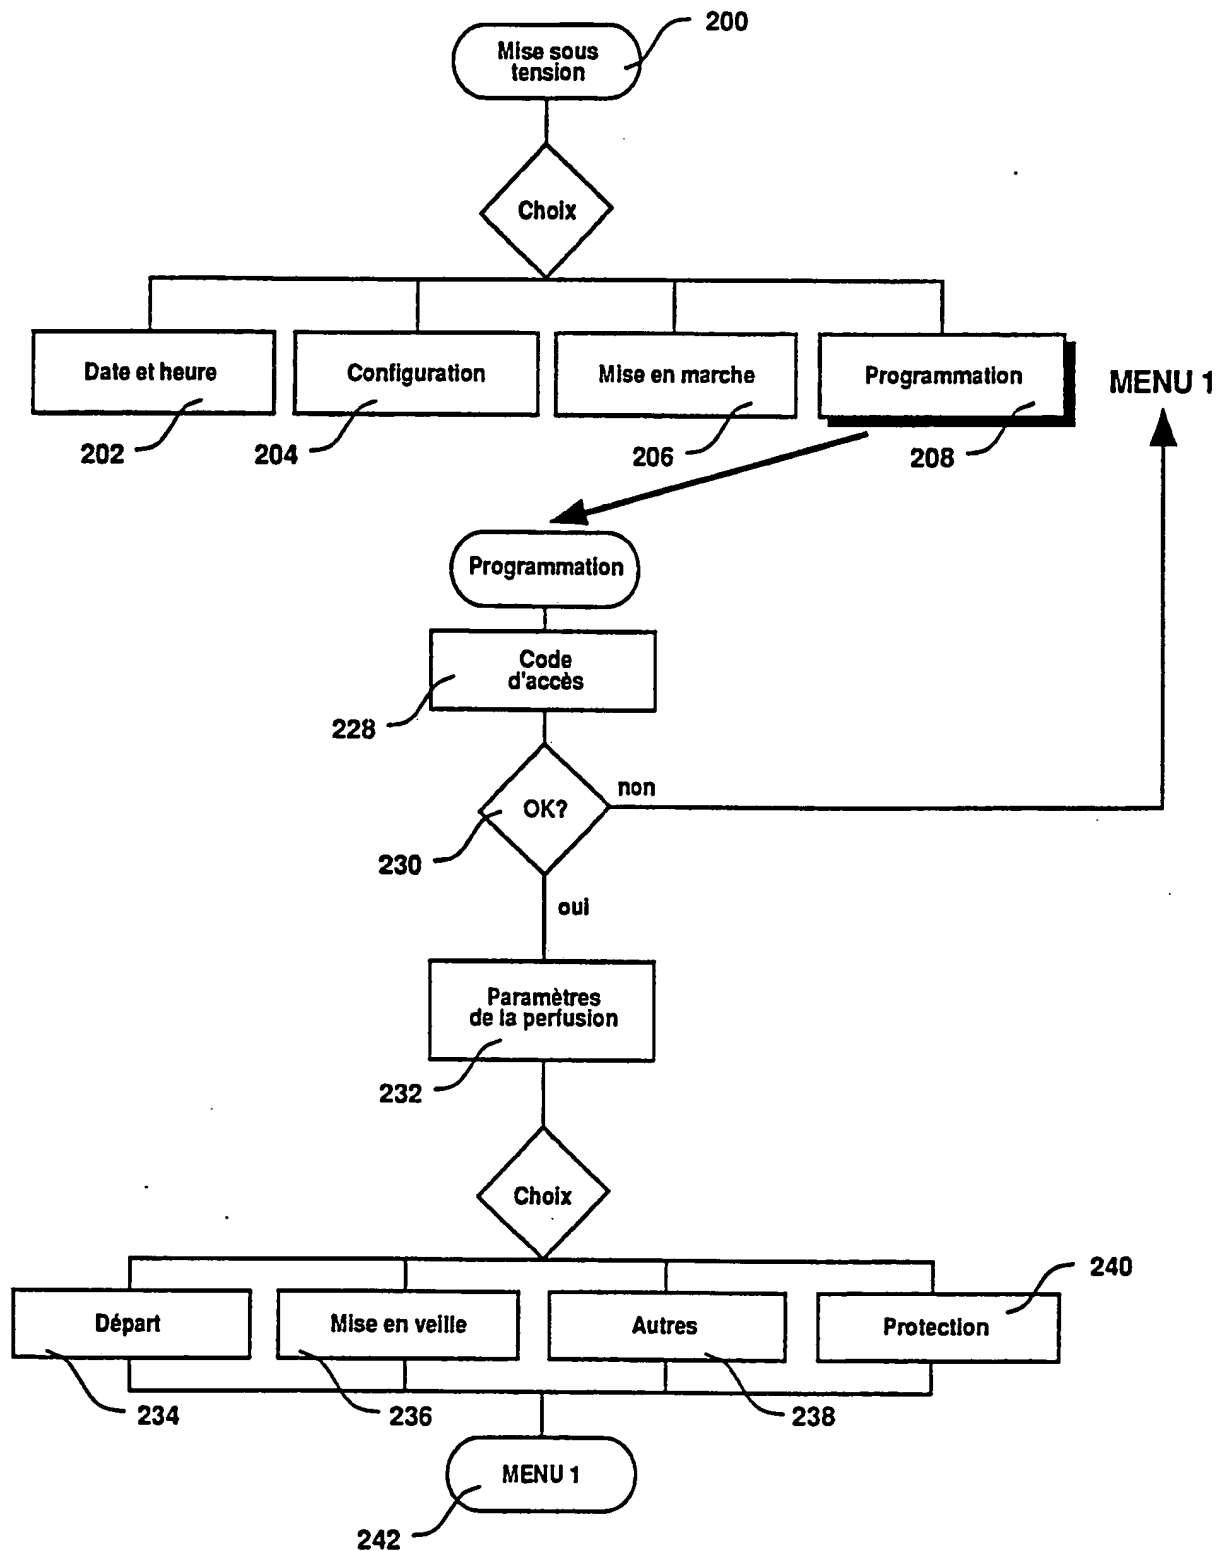 200
Mise sous
tension
Choix
Date et heure
Configuration
Mise en marche
Programmation
MENU 1
202
204
206
208
Programmation
Code
d'accès
228
OK?
non
230
oui
Paramètres
de la perfusion
232
Choix
240
Départ
Mise en veille
Autres
Protection
234
236
238
MENU 1
242